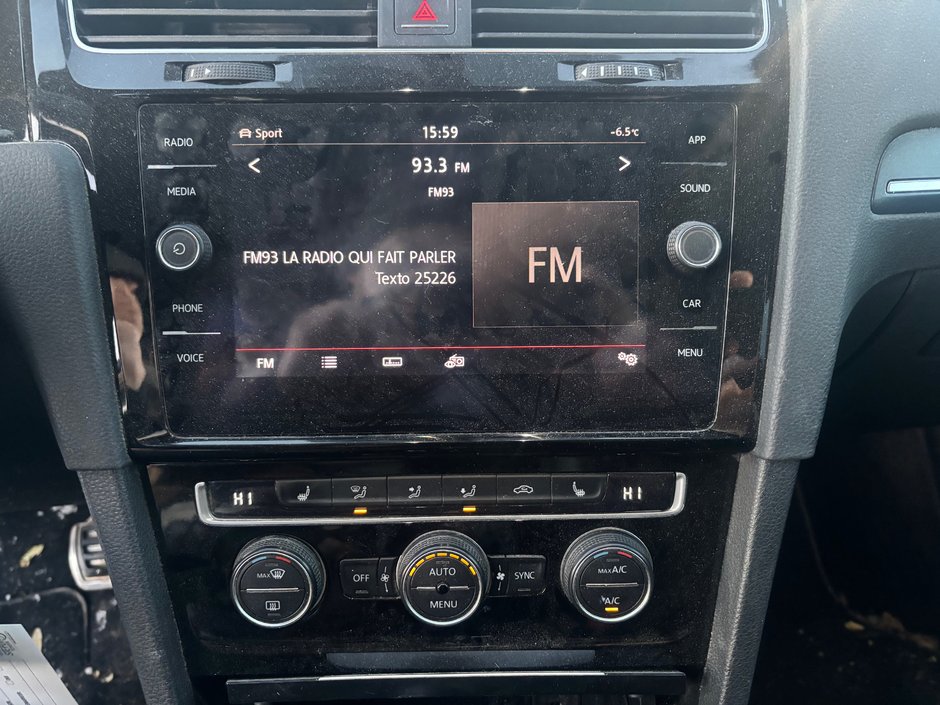 RADIO
MEDIA
PHONE
VOICE
Sport 15:59 -6.5°C
93.3 FM
FM93
FM93 LA RADIO QUI FAIT PARLER
Texto 25226
FM
FM
APP
SOUND
CAR
MENU
HI HI
MAX
OFF
AUTO
MENU
SYNC
MAX A/C
A/C